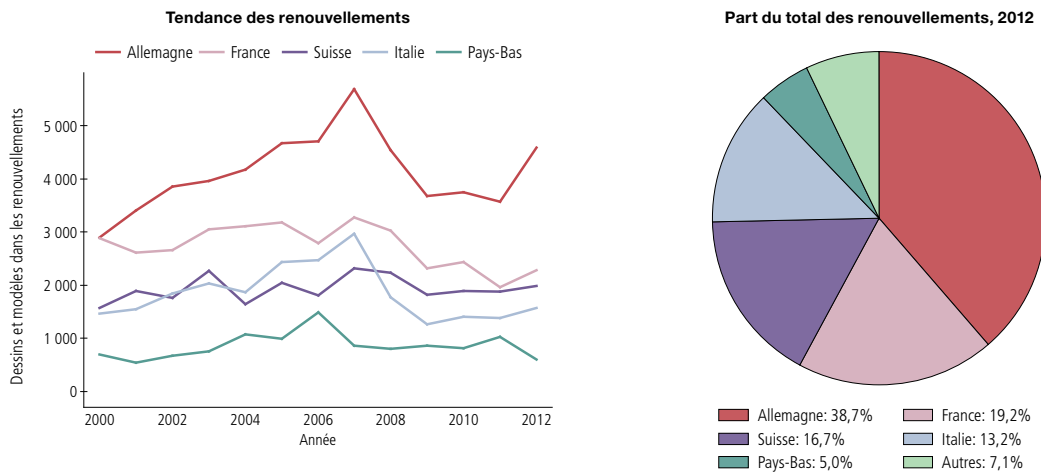 Tendance des renouvellements
Allemagne France Suisse Italie Pays-Bas
Dessins et modèles dans les renouvellements
5 000
4 000
3 000
2 000
1 000
0
2000 2002 2004 2006 2008 2010 2012
Année
Part du total des renouvellements, 2012
Allemagne: 38,7% France: 19,2%
Suisse: 16,7% Italie: 13,2%
Pays-Bas: 5,0% Autres: 7,1%